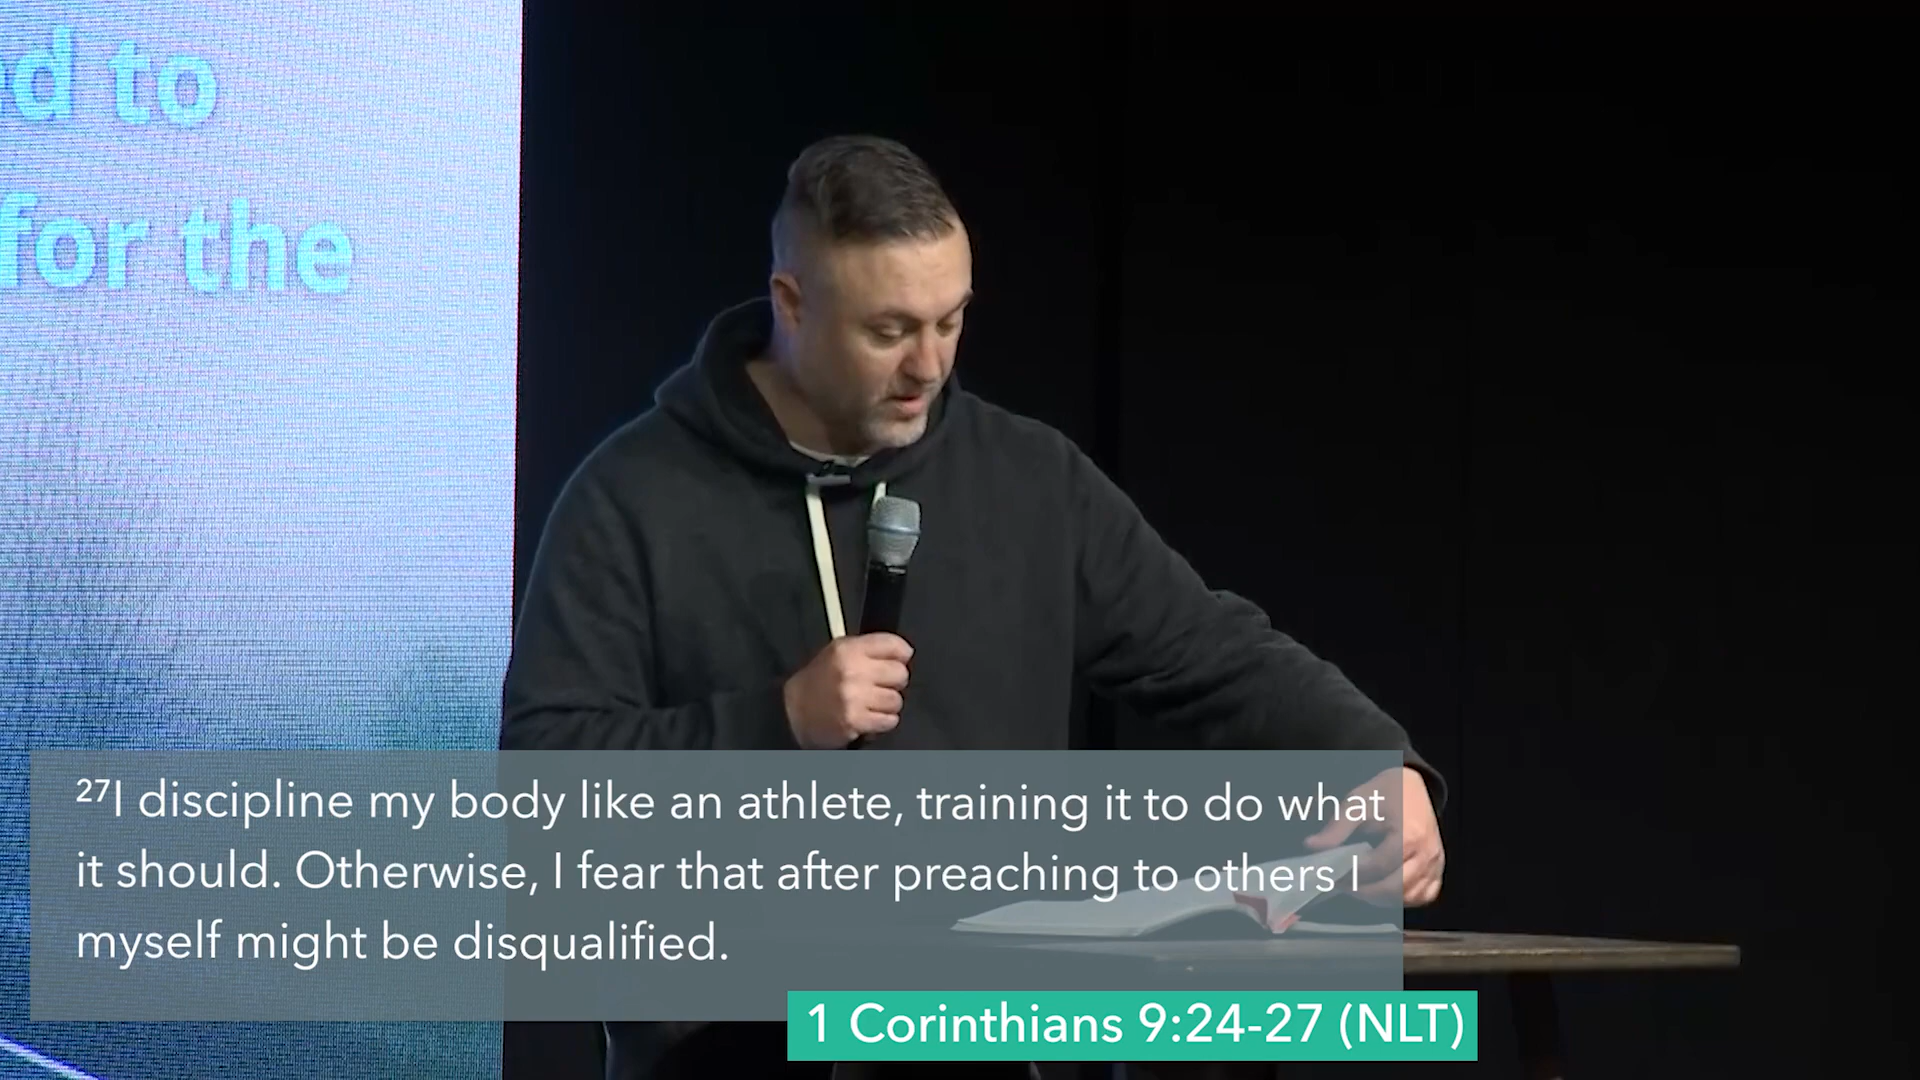 to
for the
²⁷I discipline my body like an athlete, training it to do what
it should. Otherwise, I fear that after preaching to others I
myself might be disqualified.
1 Corinthians 9:24-27 (NLT)